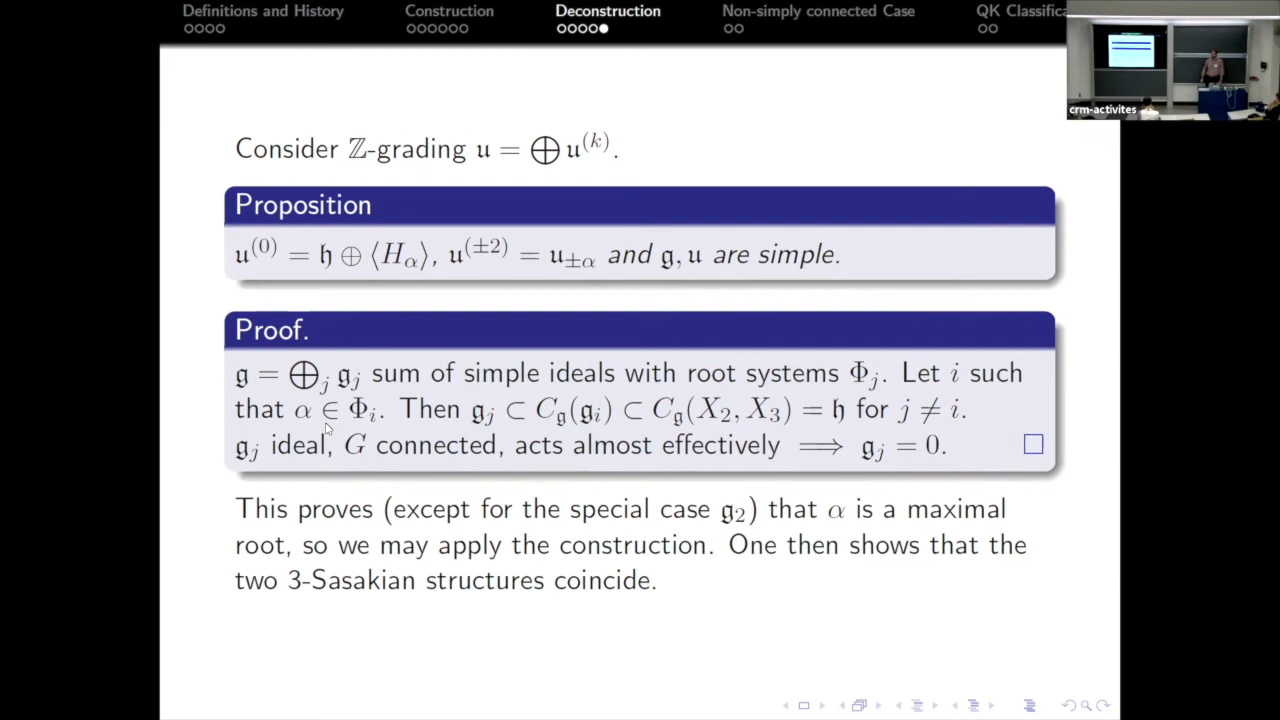 Definitions and History Construction Deconstruction Non-simply connected Case QK Classifica
crm-activites
Consider ℤ-grading 𝔲 = ⨁ 𝔲^(k).
Proposition
𝔲^(0) = 𝔥 ⊕ ⟨H_α⟩, 𝔲^(±2) = 𝔲_±α and 𝔤, 𝔲 are simple.
Proof.
𝔤 = ⨁_j 𝔤_j sum of simple ideals with root systems Φ_j. Let i such
that α ∈ Φ_i. Then 𝔤_j ⊂ C_𝔤(𝔤_i) ⊂ C_𝔤(X_2, X_3) = 𝔥 for j ≠ i.
𝔤_j ideal, G connected, acts almost effectively ⟹ 𝔤_j = 0. □
This proves (except for the special case 𝔤_2) that α is a maximal
root, so we may apply the construction. One then shows that the
two 3-Sasakian structures coincide.